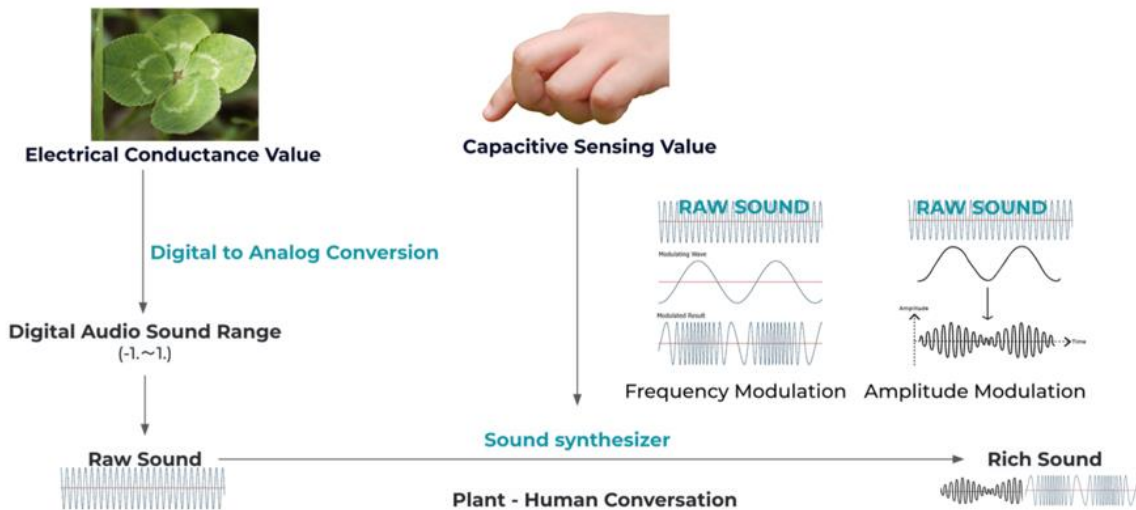 Electrical Conductance Value
Capacitive Sensing Value
Digital to Analog Conversion
Digital Audio Sound Range
(-1.~1.)
RAW SOUND
Modulating Wave
Modulated Result
Frequency Modulation
RAW SOUND
Amplitude
Time
Amplitude Modulation
Raw Sound
Sound synthesizer
Rich Sound
Plant - Human Conversation